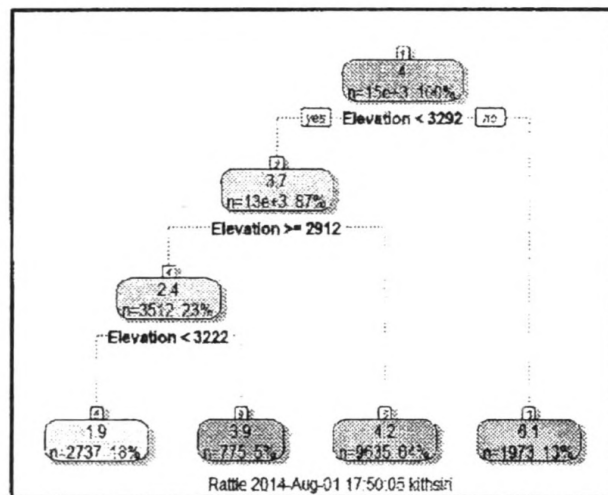 1
4
n=15e+3 100%
yes Elevation < 3292 no
2
3.7
n=13e+3 87%
Elevation >= 2912
4
2.4
n=3512 23%
Elevation < 3222
8 9 5 3
1.9 3.9 4.2 6.1
n=2737 18% n=775 5% n=9635 64% n=1973 13%
Rattle 2014-Aug-01 17:50:05 kithsiri